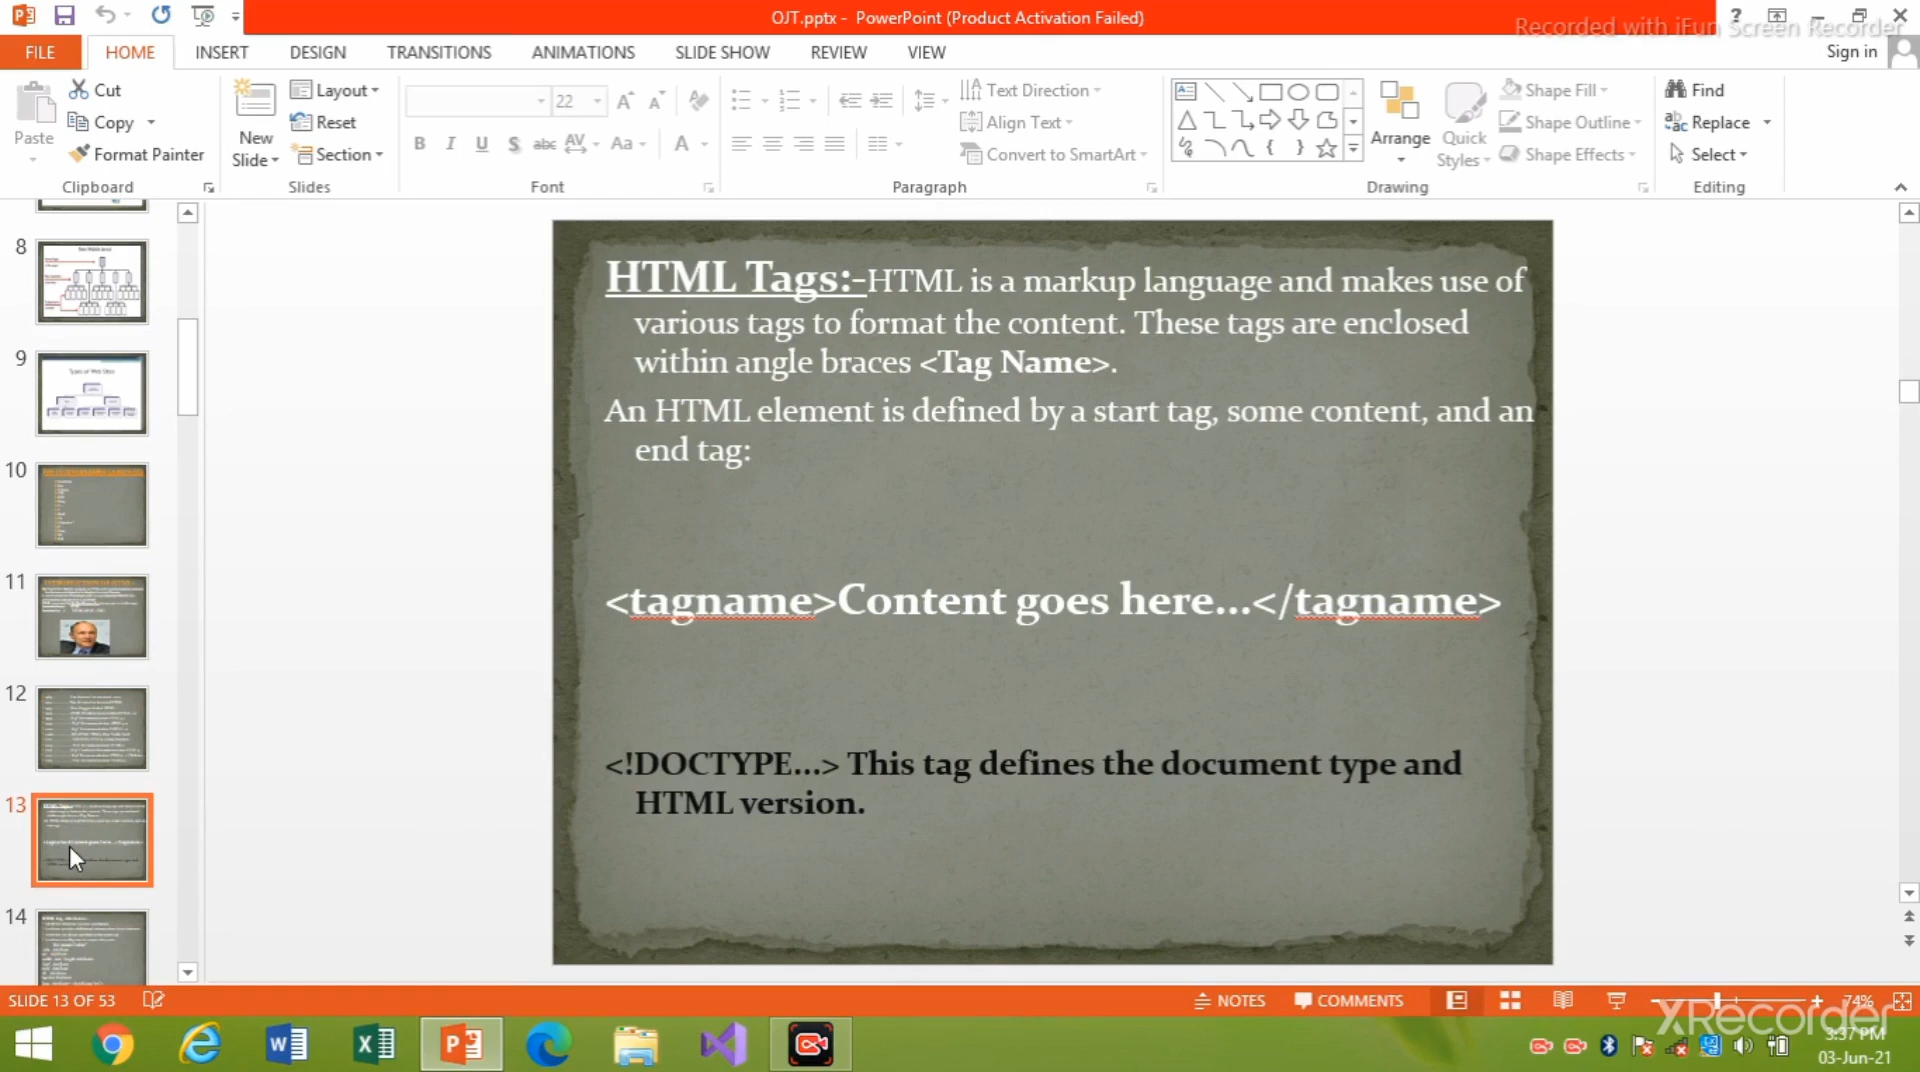 OJT.pptx - PowerPoint (Product Activation Failed)
Recorded with iFun Screen Recorder
FILE HOME INSERT DESIGN TRANSITIONS ANIMATIONS SLIDE SHOW REVIEW VIEW Sign in
Cut
Copy
Format Painter
Paste
Clipboard
New Slide
Layout
Reset
Section
Slides
22
Font
Text Direction
Align Text
Convert to SmartArt
Paragraph
Arrange
Quick Styles
Shape Fill
Shape Outline
Shape Effects
Drawing
Find
Replace
Select
Editing
8
9
Types of Web Sites
10
11
12
13
14
HTML Tags:-HTML is a markup language and makes use of
various tags to format the content. These tags are enclosed
within angle braces <Tag Name>.
An HTML element is defined by a start tag, some content, and an
end tag:
<tagname>Content goes here...</tagname>
<!DOCTYPE...> This tag defines the document type and
HTML version.
SLIDE 13 OF 53
NOTES COMMENTS 74%
XRecorder
3:37 PM
03-Jun-21